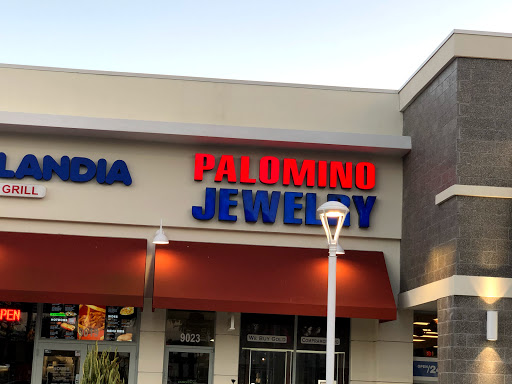 LANDIA
GRILL
PALOMINO
JEWELRY
OPEN
9023
WE BUY GOLD